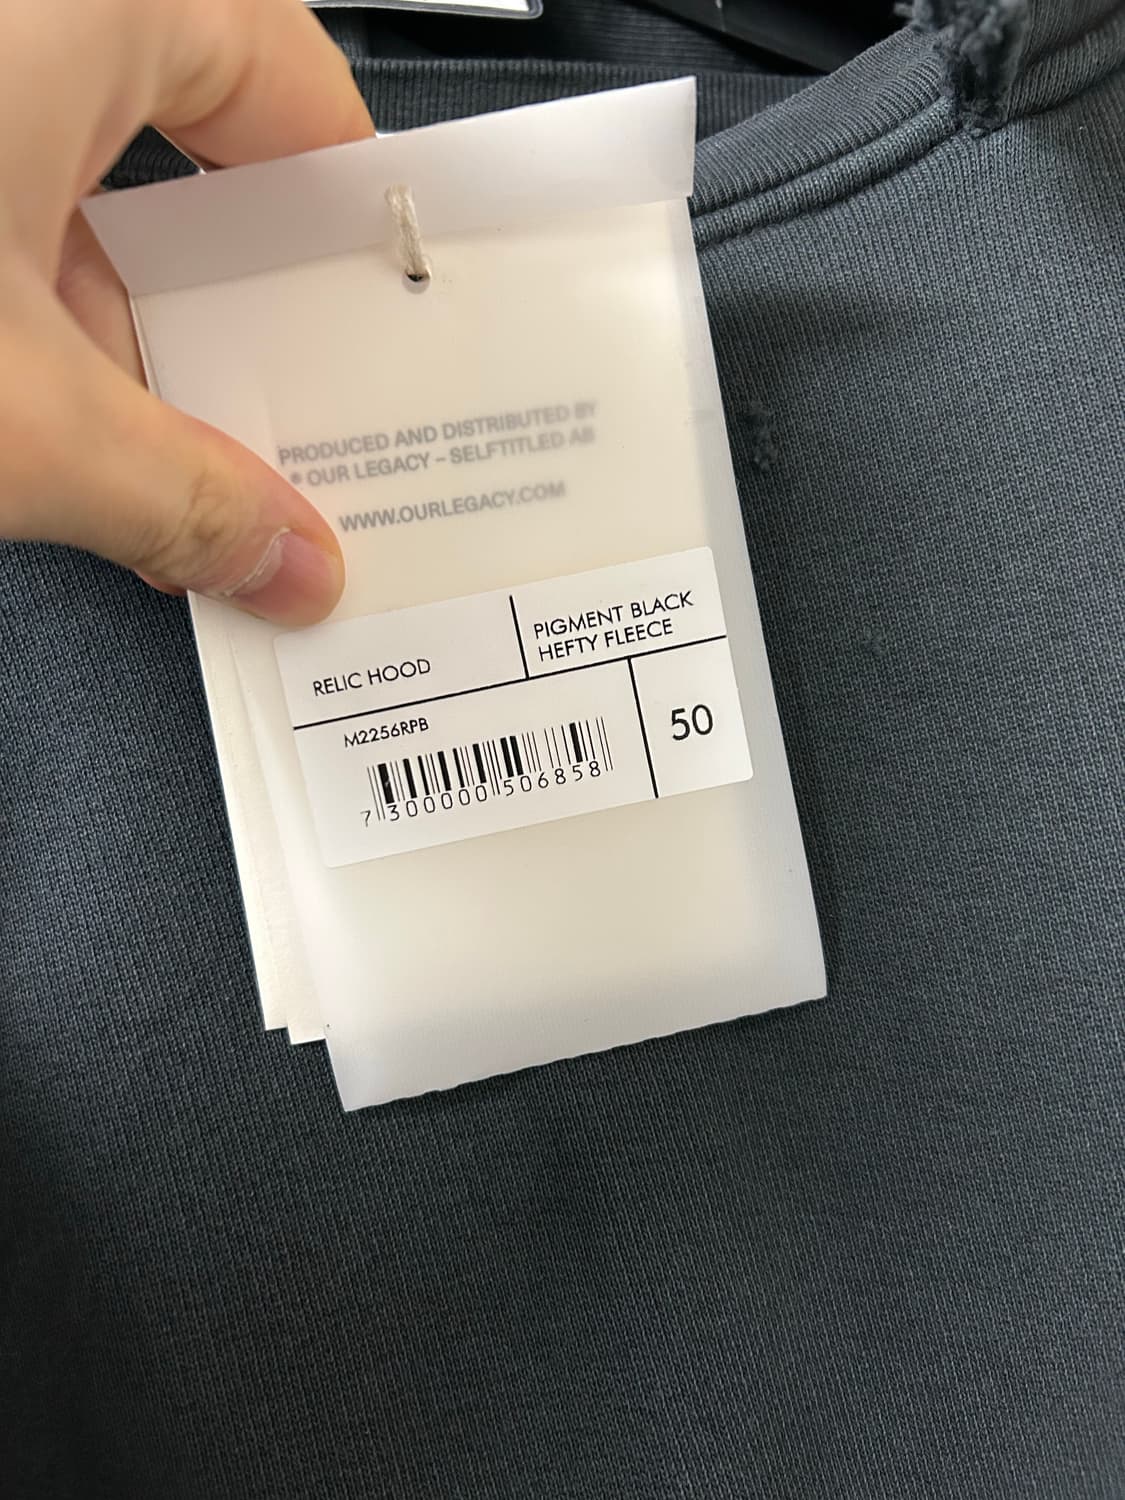 PRODUCED AND DISTRIBUTED BY
® OUR LEGACY – SELFTITLED AB
WWW.OURLEGACY.COM
RELIC HOOD
PIGMENT BLACK
HEFTY FLEECE
M2256RPB
50
7 300000 506858